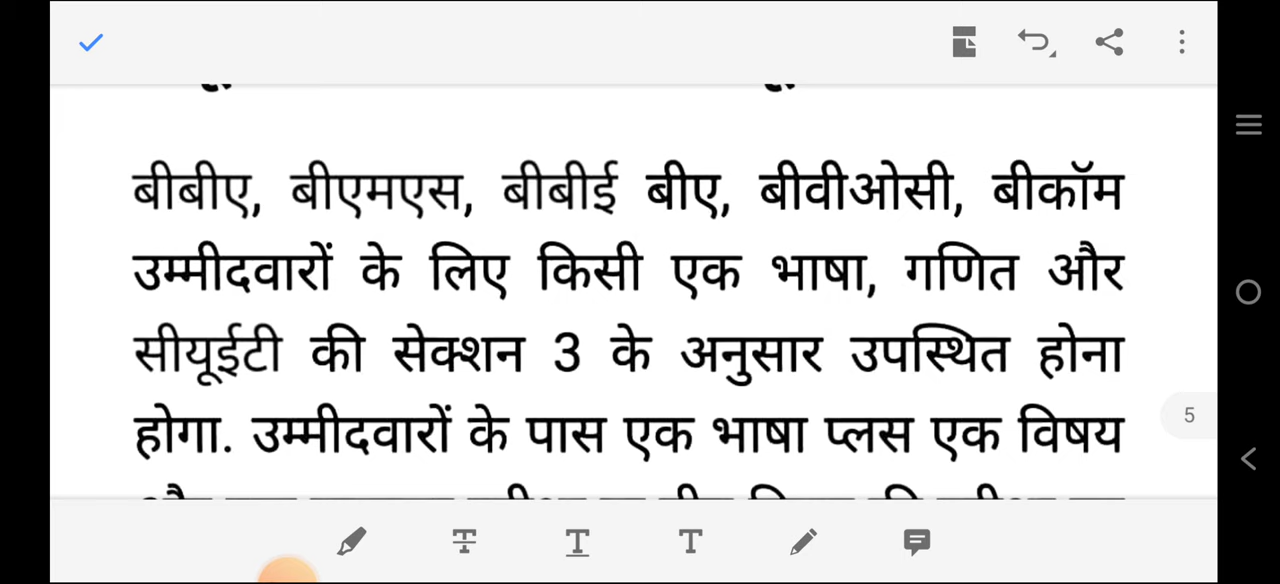 बीबीए, बीएमएस, बीबीई बीए, बीवीओसी, बीकॉम
उम्मीदवारों के लिए किसी एक भाषा, गणित और
सीयूईटी की सेक्शन 3 के अनुसार उपस्थित होना
होगा. उम्मीदवारों के पास एक भाषा प्लस एक विषय
5